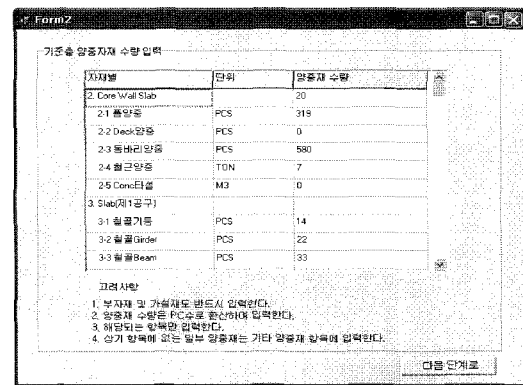 Form2
기준층 양중자재 수량 입력
자재별 단위 양중재 수량
2. Core Wall Slab 20
2-1 폼양중 PCS 319
2-2 Deck양중 PCS 0
2-3 동바리양중 PCS 580
2-4 철근양중 TON 7
2-5 Conc타설 M3 0
3. Slab(제1공구)
3-1 철골기둥 PCS 14
3-2 철골Girder PCS 22
3-3 철골Beam PCS 33
고려사항
1. 부자재 및 가설재도 반드시 입력한다.
2. 양중재 수량은 PC수로 환산하여 입력한다.
3. 해당되는 항목만 입력한다.
4. 상기 항목에 없는 일부 양중재는 기타 양중재 항목에 입력한다.
다음 단계로